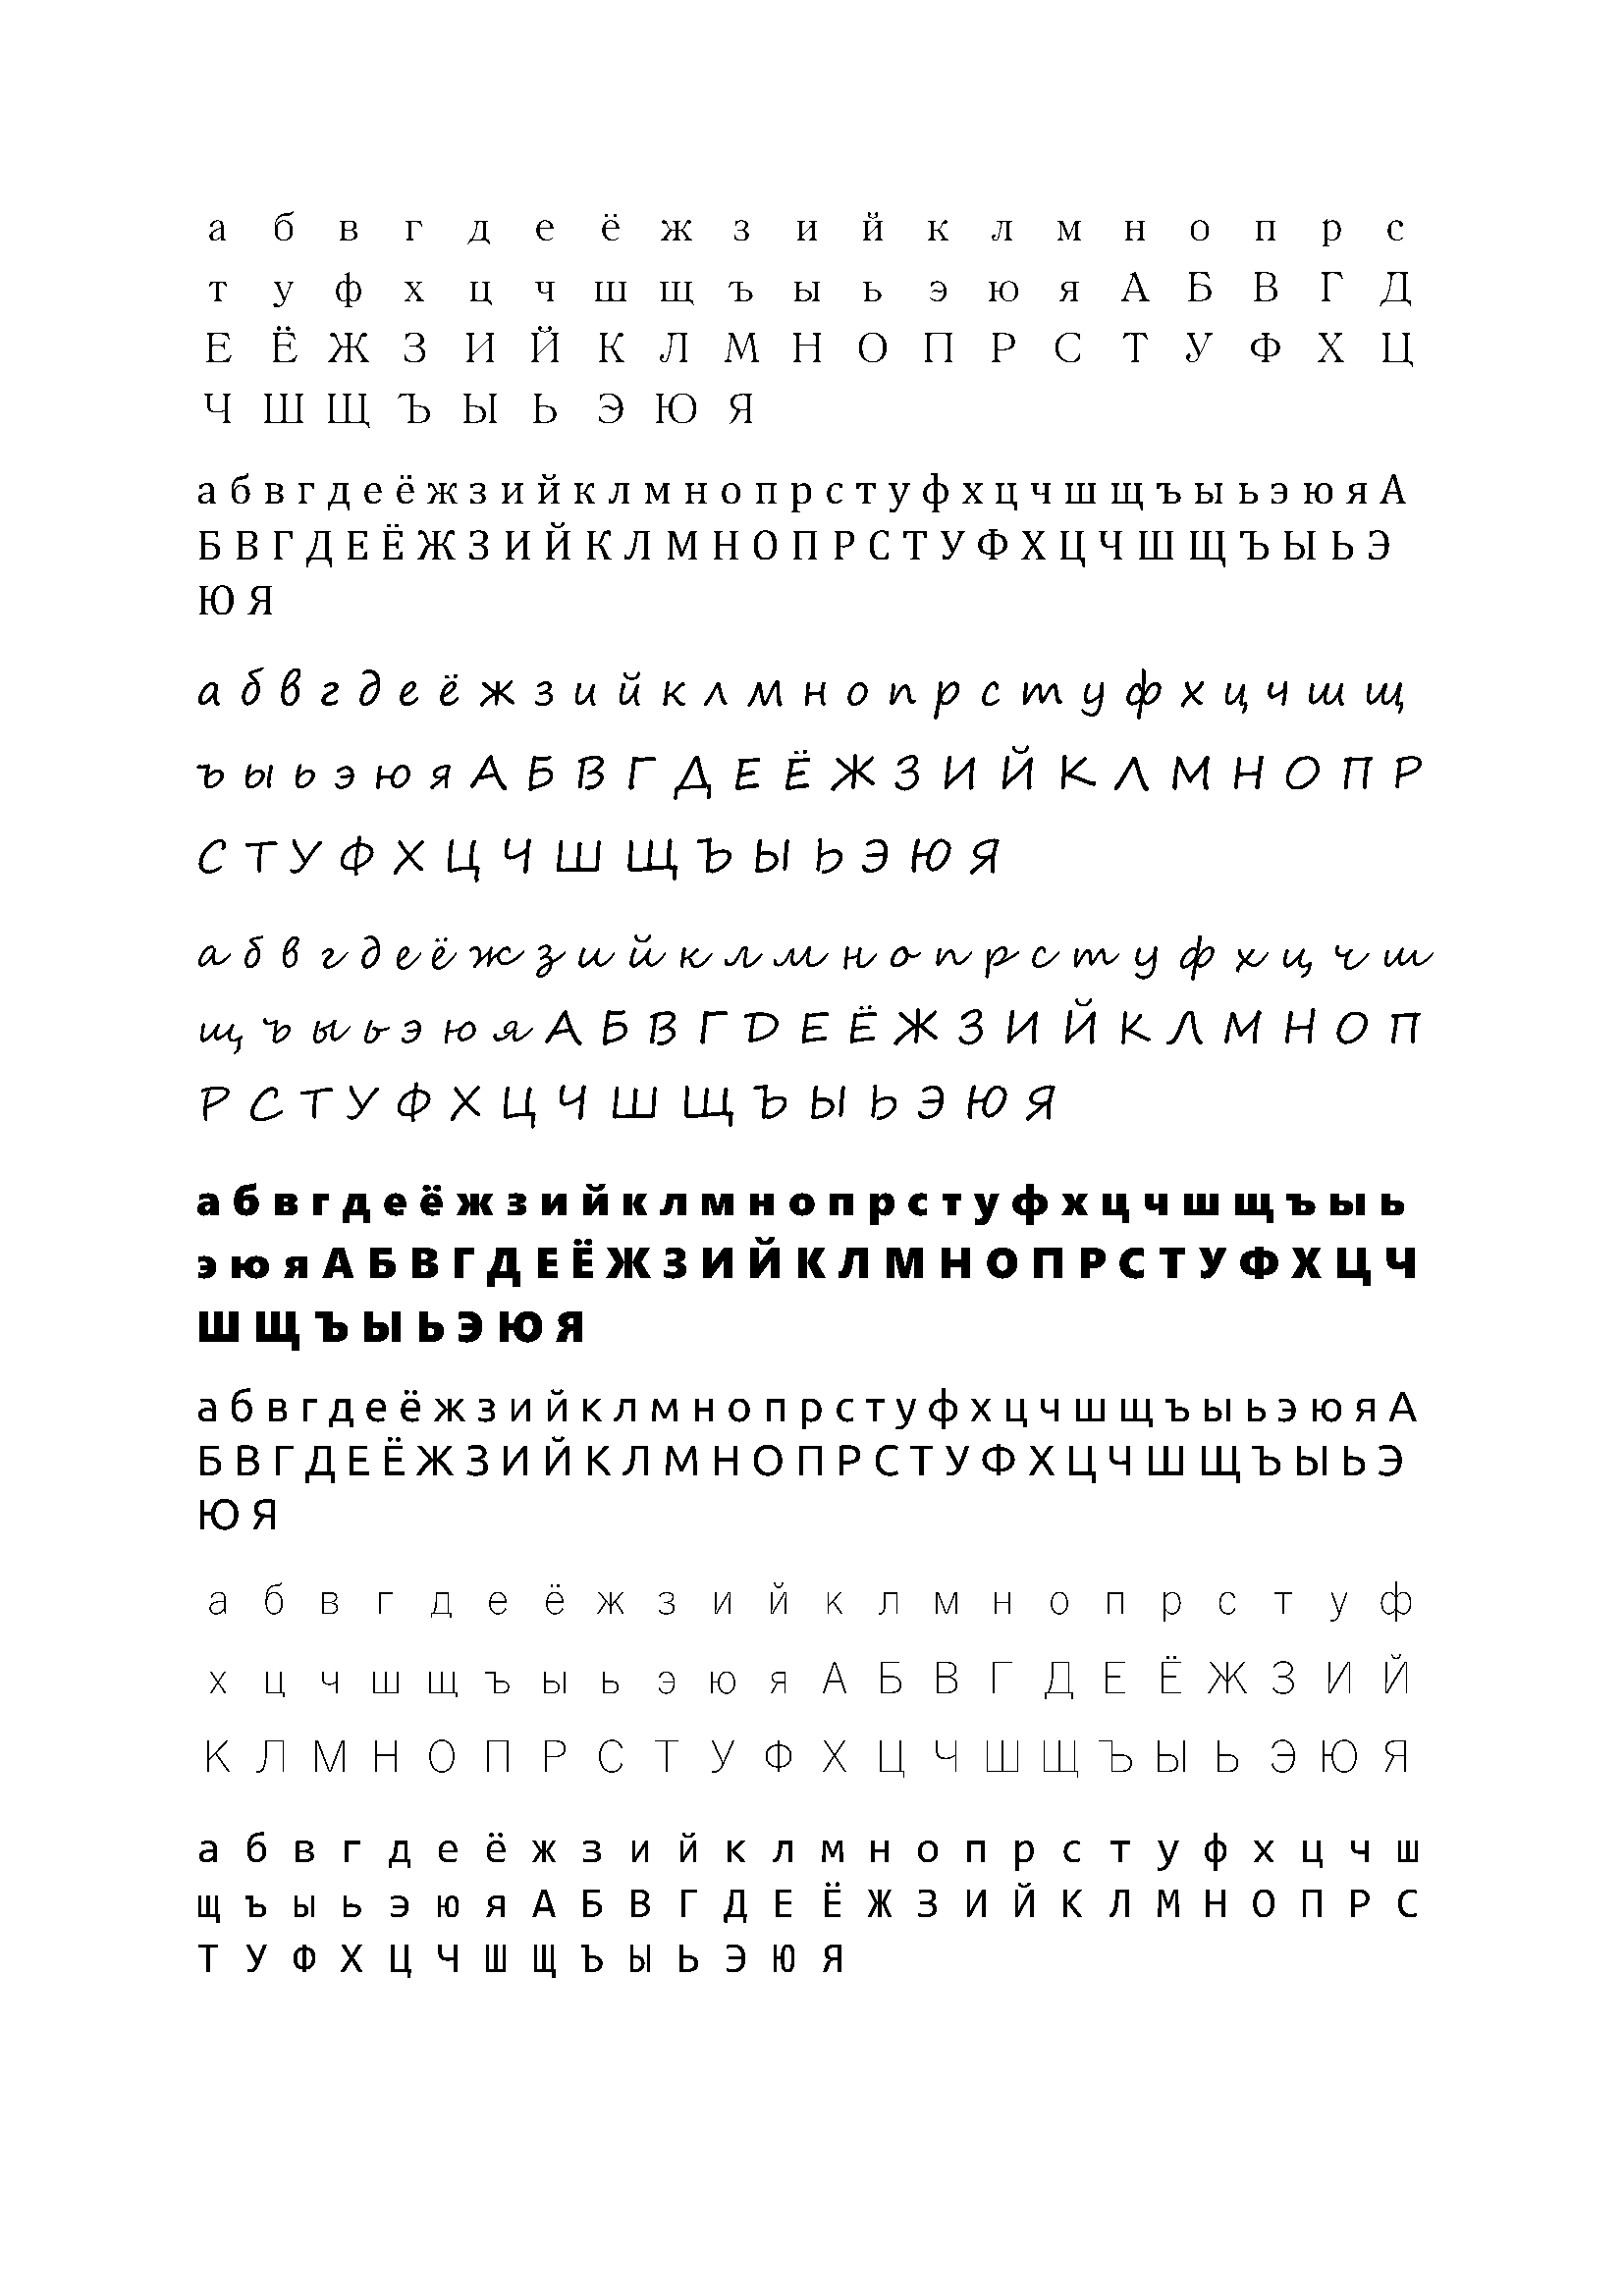 а б в г д е ё ж з и й к л м н о п р с
т у ф х ц ч ш щ ъ ы ь э ю я А Б В Г Д
Е Ё Ж З И Й К Л М Н О П Р С Т У Ф Х Ц
Ч Ш Щ Ъ Ы Ь Э Ю Я
а б в г д е ё ж з и й к л м н о п р с т у ф х ц ч ш щ ъ ы ь э ю я А
Б В Г Д Е Ё Ж З И Й К Л М Н О П Р С Т У Ф Х Ц Ч Ш Щ Ъ Ы Ь Э
Ю Я
а б в г д е ё ж з и й к л м н о п р с т у ф х ц ч ш щ
ъ ы ь э ю я А Б В Г Д Е Ё Ж З И Й К Л М Н О П Р
С Т У Ф Х Ц Ч Ш Щ Ъ Ы Ь Э Ю Я
а б в г д е ё ж з и й к л м н о п р с т у ф х ц ч ш
щ ъ ы ь э ю я А Б В Г Д Е Ё Ж З И Й К Л М Н О П
Р С Т У Ф Х Ц Ч Ш Щ Ъ Ы Ь Э Ю Я
а б в г д е ё ж з и й к л м н о п р с т у ф х ц ч ш щ ъ ы ь
э ю я А Б В Г Д Е Ё Ж З И Й К Л М Н О П Р С Т У Ф Х Ц Ч
Ш Щ Ъ Ы Ь Э Ю Я
а б в г д е ё ж з и й к л м н о п р с т у ф х ц ч ш щ ъ ы ь э ю я А
Б В Г Д Е Ё Ж З И Й К Л М Н О П Р С Т У Ф Х Ц Ч Ш Щ Ъ Ы Ь Э
Ю Я
а б в г д е ё ж з и й к л м н о п р с т у ф
х ц ч ш щ ъ ы ь э ю я А Б В Г Д Е Ё Ж З И Й
К Л М Н О П Р С Т У Ф Х Ц Ч Ш Щ Ъ Ы Ь Э Ю Я
а б в г д е ё ж з и й к л м н о п р с т у ф х ц ч ш
щ ъ ы ь э ю я А Б В Г Д Е Ё Ж З И Й К Л М Н О П Р С
Т У Ф Х Ц Ч Ш Щ Ъ Ы Ь Э Ю Я